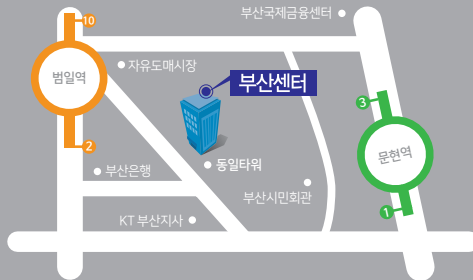 부산국제금융센터
10
범일역
자유도매시장
부산센터
3
2
문현역
동일타워
부산은행
부산시민회관
1
KT 부산지사